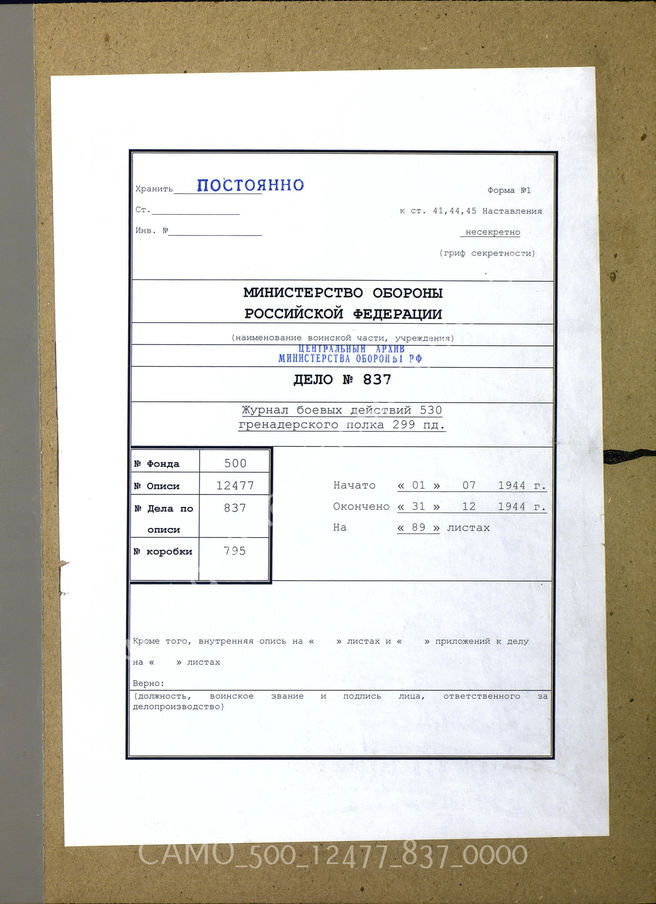 Хранить ПОСТОЯННО
Форма №1
Ст.
к ст. 41,44,45 Наставления
Инв. №
несекретно
(гриф секретности)
МИНИСТЕРСТВО ОБОРОНЫ
РОССИЙСКОЙ ФЕДЕРАЦИИ
(наименование воинской части, учреждения)
ЦЕНТРАЛЬНЫЙ АРХИВ
МИНИСТЕРСТВА ОБОРОНЫ РФ
ДЕЛО № 837
Журнал боевых действий 530
гренадерского полка 299 пд.
№ Фонда 500
№ Описи 12477
№ Дела по описи 837
№ коробки 795
Начато « 01 » 07 1944 г.
Окончено « 31 » 12 1944 г.
На « 89 » листах
Кроме того, внутренняя опись на « » листах и « » приложений к делу
на « » листах
Верно:
(должность, воинское звание и подпись лица, ответственного за
делопроизводство)
CAMO_500_12477_837_0000